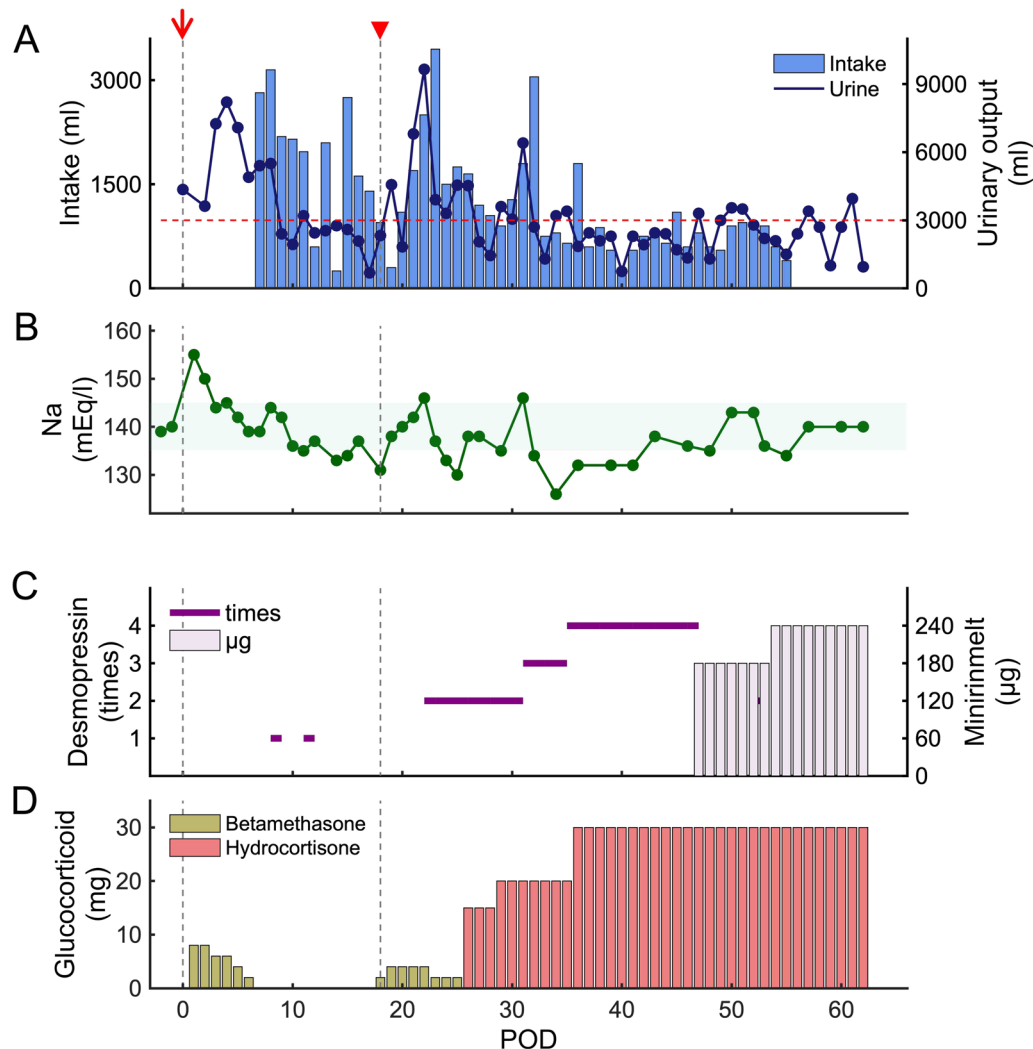 A
Intake (ml)
3000
1500
0
Intake
Urine
9000
6000
3000
0
Urinary output
(ml)
B
Na
(mEq/l)
160
150
140
130
C
Desmopressin
(times)
4
3
2
1
times
µg
240
180
120
60
0
Minirinmelt
(µg)
D
Glucocorticoid
(mg)
30
20
10
0
Betamethasone
Hydrocortisone
0 10 20 30 40 50 60
POD